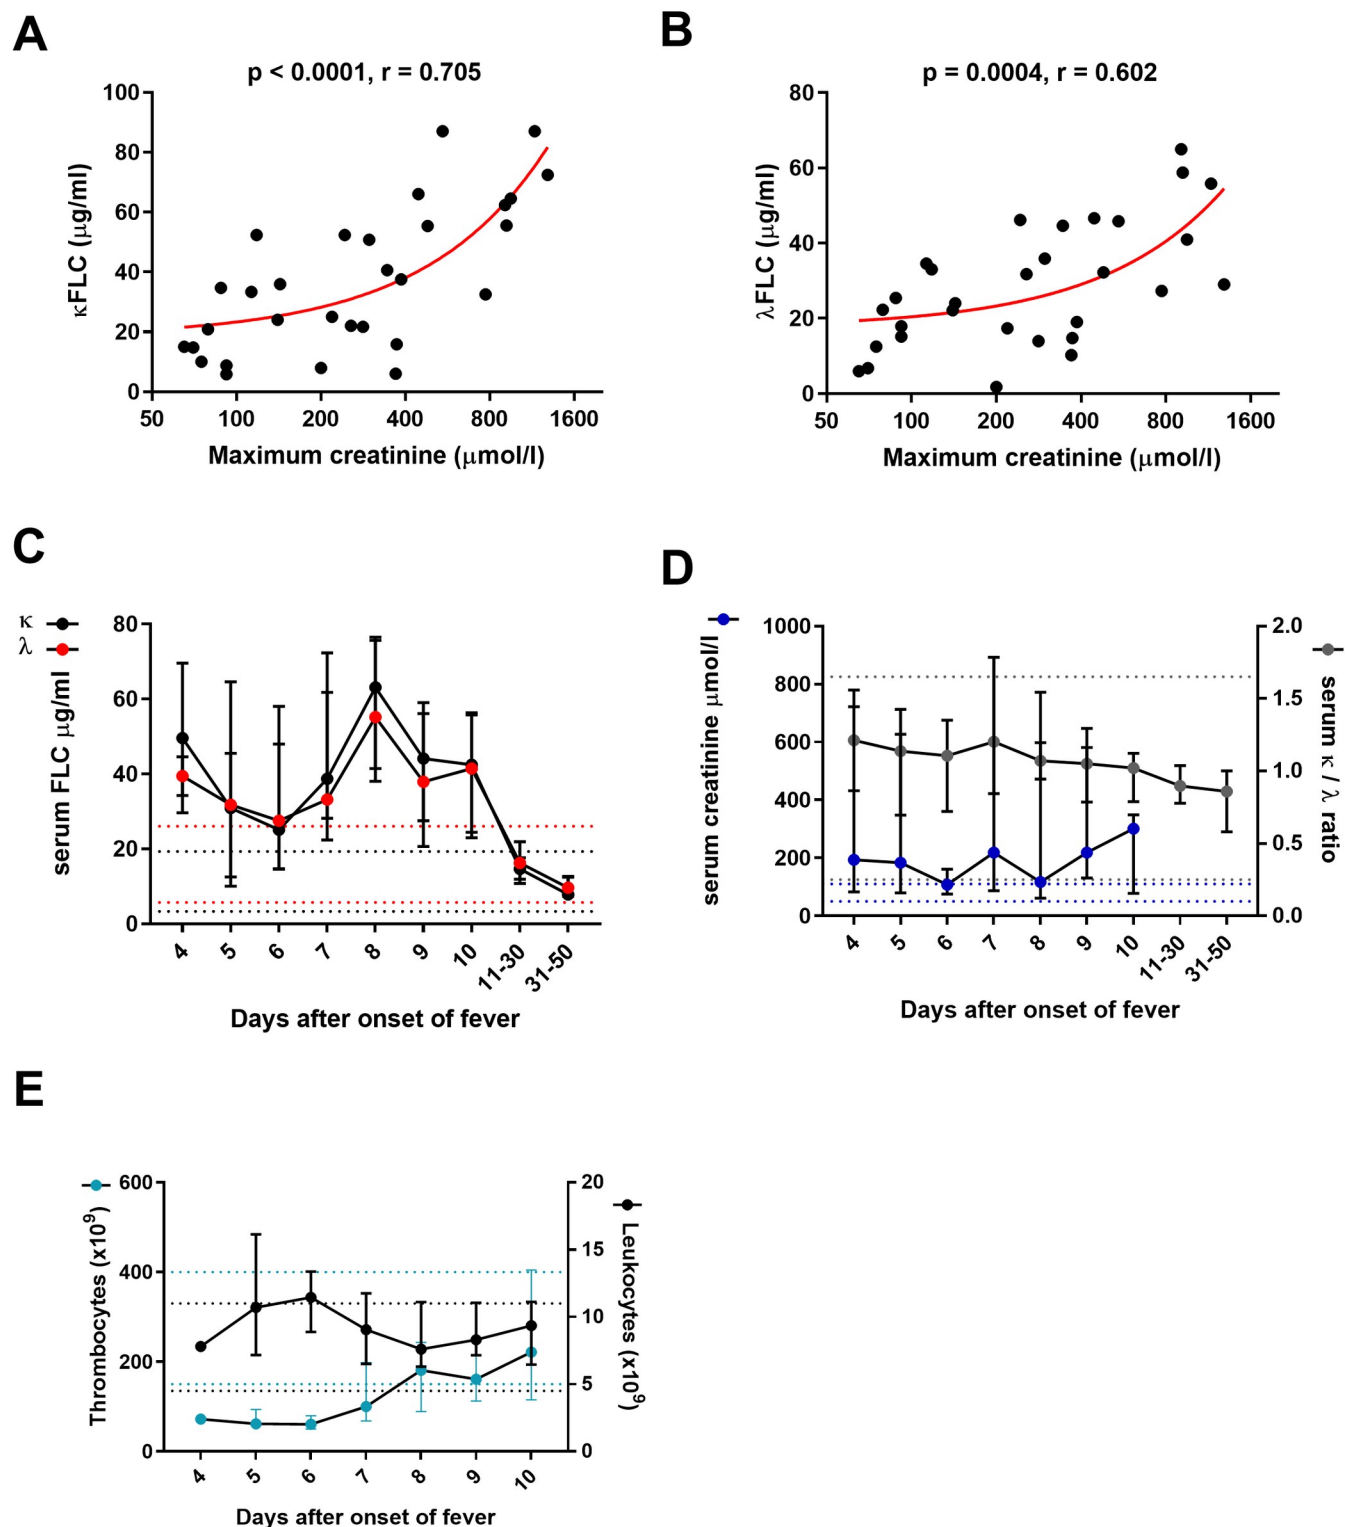 A
p < 0.0001, r = 0.705
κFLC (μg/ml)
100
80
60
40
20
0
50 100 200 400 800 1600
Maximum creatinine (μmol/l)
B
p = 0.0004, r = 0.602
λFLC (μg/ml)
80
60
40
20
0
50 100 200 400 800 1600
Maximum creatinine (μmol/l)
C
κ
λ
serum FLC μg/ml
80
60
40
20
0
4 5 6 7 8 9 10 11-30 31-50
Days after onset of fever
D
serum creatinine μmol/l
1000
800
600
400
200
0
2.0
1.5
1.0
0.5
0.0
serum κ / λ ratio
4 5 6 7 8 9 10 11-30 31-50
Days after onset of fever
E
Thrombocytes (x10⁹)
600
400
200
0
20
15
10
5
0
Leukocytes (x10⁹)
4 5 6 7 8 9 10
Days after onset of fever